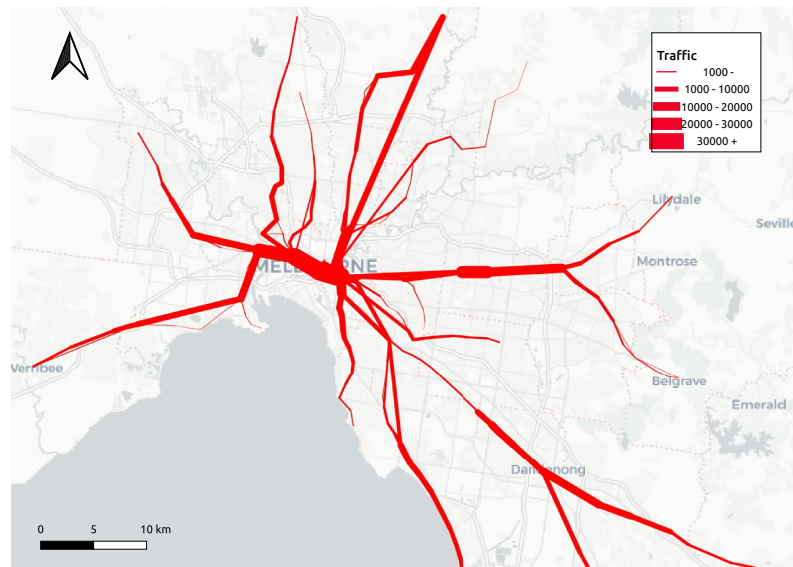 Traffic
1000 -
1000 - 10000
10000 - 20000
20000 - 30000
30000 +
Lilydale
Seville
MELBOURNE
Montrose
Werribee
Belgrave
Emerald
Dandenong
0 5 10 km